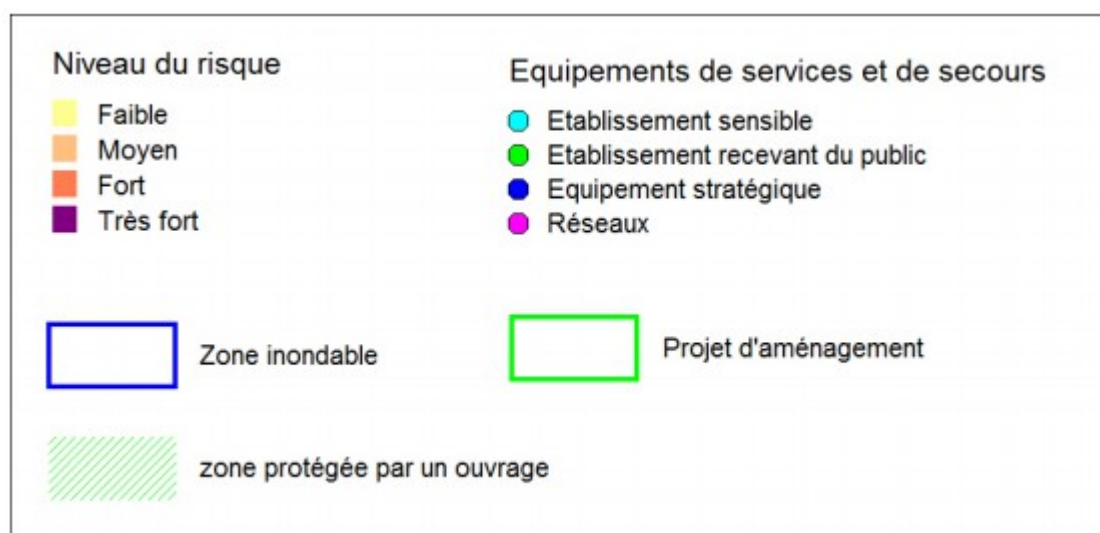 Niveau du risque
Faible
Moyen
Fort
Très fort
Equipements de services et de secours
Etablissement sensible
Etablissement recevant du public
Equipement stratégique
Réseaux
Zone inondable
Projet d'aménagement
zone protégée par un ouvrage